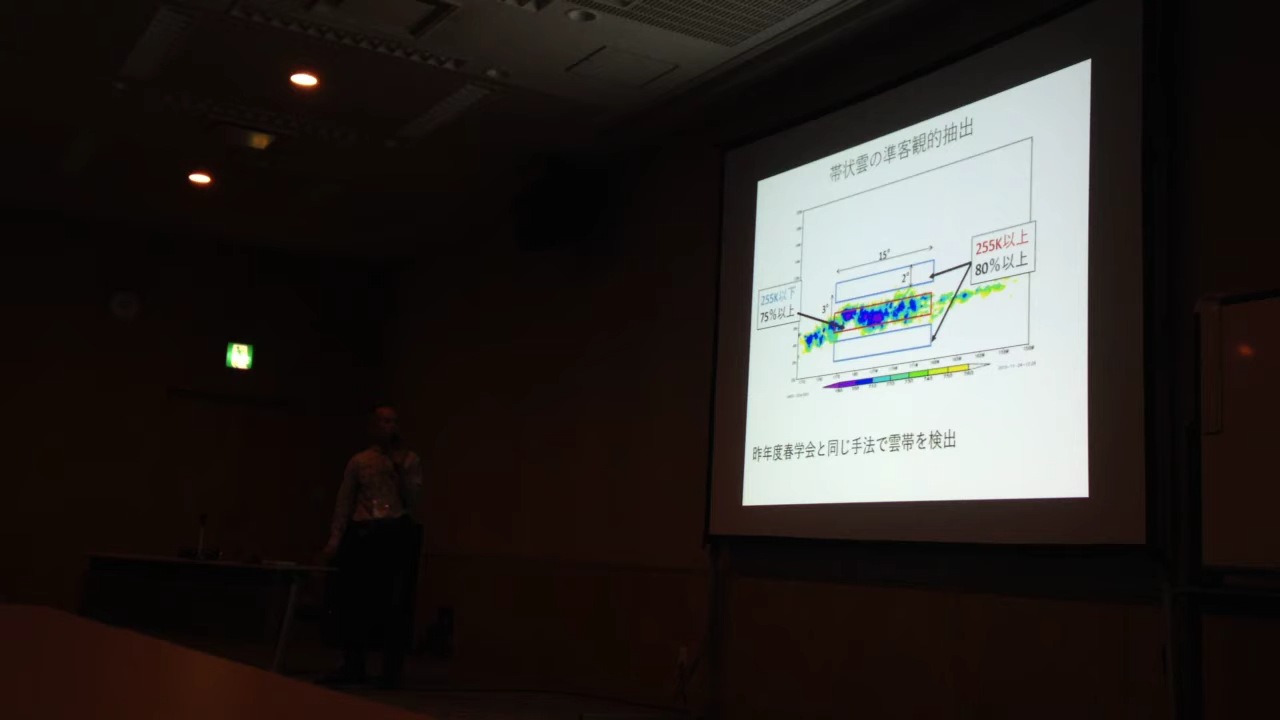 帯状雲の準客観的抽出
15°
2°
3°
255K以上
80%以上
255K以下
75%以上
昨年度春学会と同じ手法で雲帯を検出